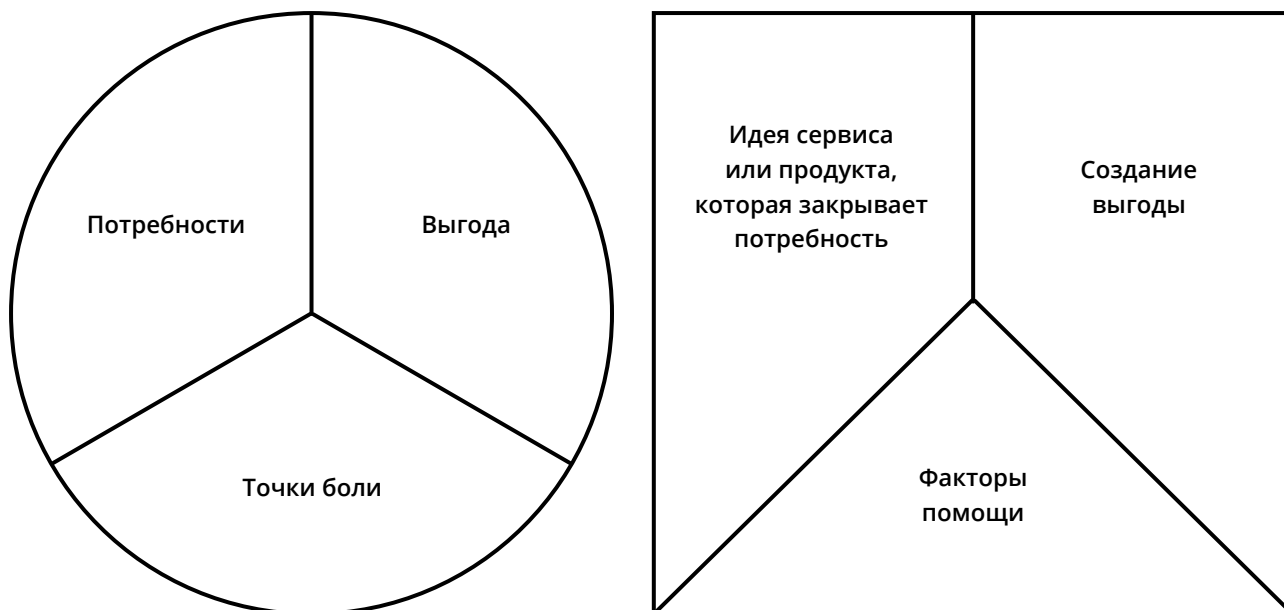 Потребности
Выгода
Точки боли
Идея сервиса
или продукта,
которая закрывает
потребность
Создание
выгоды
Факторы
помощи